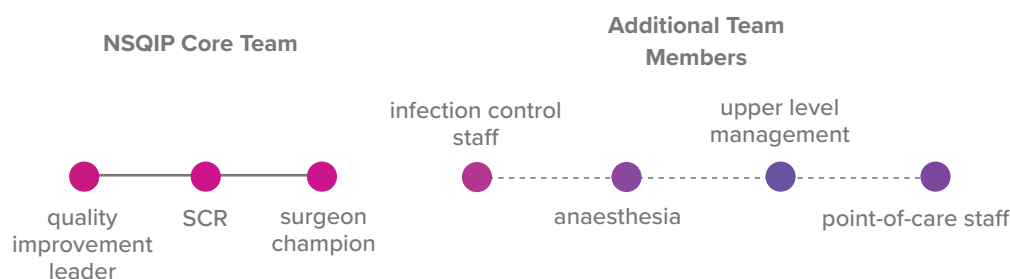 NSQIP Core Team
Additional Team
Members
infection control
staff
upper level
management
quality
improvement
leader
SCR
surgeon
champion
anaesthesia
point-of-care staff